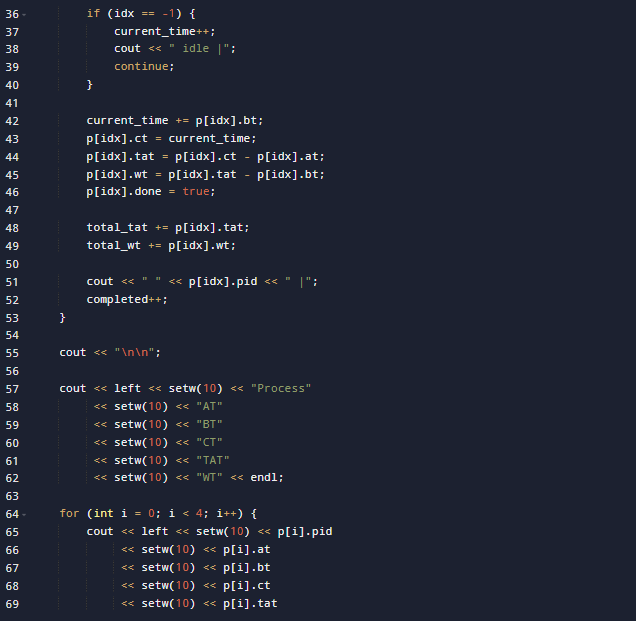 36 if (idx == -1) {
37 current_time++;
38 cout << " idle |";
39 continue;
40 }
41
42 current_time += p[idx].bt;
43 p[idx].ct = current_time;
44 p[idx].tat = p[idx].ct - p[idx].at;
45 p[idx].wt = p[idx].tat - p[idx].bt;
46 p[idx].done = true;
47
48 total_tat += p[idx].tat;
49 total_wt += p[idx].wt;
50
51 cout << " " << p[idx].pid << " |";
52 completed++;
53 }
54
55 cout << "\n\n";
56
57 cout << left << setw(10) << "Process"
58 << setw(10) << "AT"
59 << setw(10) << "BT"
60 << setw(10) << "CT"
61 << setw(10) << "TAT"
62 << setw(10) << "WT" << endl;
63
64 for (int i = 0; i < 4; i++) {
65 cout << left << setw(10) << p[i].pid
66 << setw(10) << p[i].at
67 << setw(10) << p[i].bt
68 << setw(10) << p[i].ct
69 << setw(10) << p[i].tat